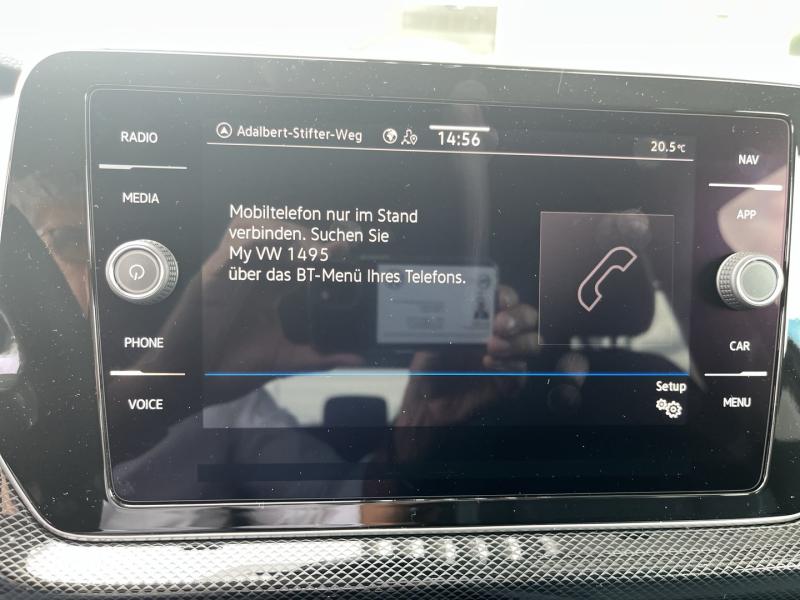 RADIO
MEDIA
PHONE
VOICE
Adalbert-Stifter-Weg 14:56 20.5°C
Mobiltelefon nur im Stand
verbinden. Suchen Sie
My VW 1495
über das BT-Menü Ihres Telefons.
Setup
NAV
APP
CAR
MENU